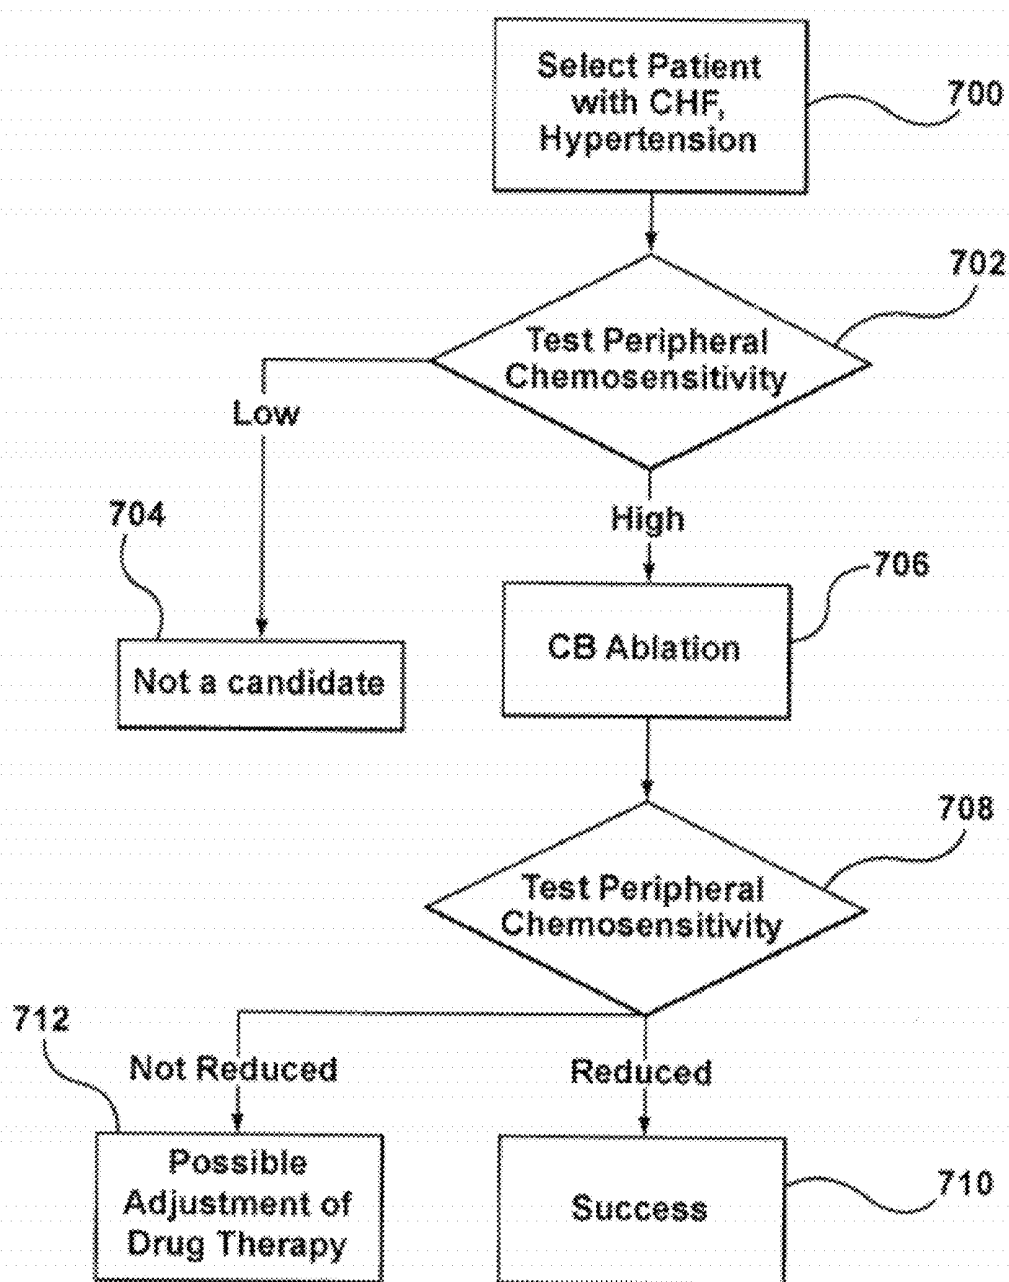 Select Patient
with CHF,
Hypertension
700
702
Test Peripheral
Chemosensitivity
Low
High
704
706
Not a candidate
CB Ablation
708
Test Peripheral
Chemosensitivity
712
Not Reduced
Reduced
Possible
Adjustment of
Drug Therapy
Success
710